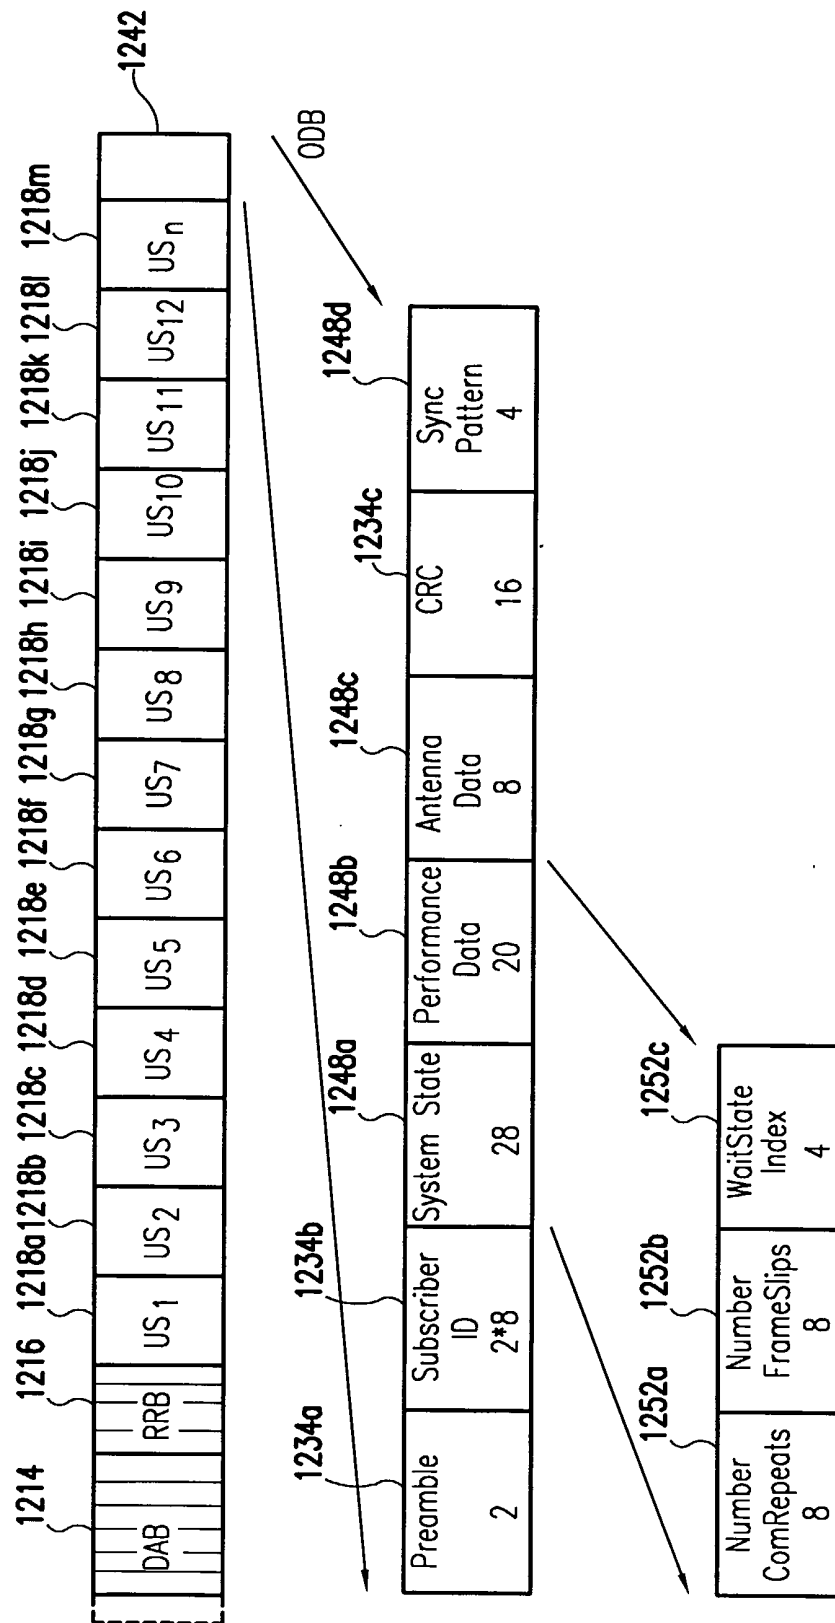 1214 1216 1218a 1218b 1218c 1218d 1218e 1218f 1218g 1218h 1218i 1218j 1218k 1218l 1218m 1242
DAB RRB US1 US2 US3 US4 US5 US6 US7 US8 US9 US10 US11 US12 USn
ODB
1234a 1234b 1248a 1248b 1248c 1234c 1248d
Preamble
2
Subscriber
ID
2*8
System State
28
Performance
Data
20
Antenna
Data
8
CRC
16
Sync
Pattern
4
1252a 1252b 1252c
Number
ComRepeats
8
Number
FrameSlips
8
WaitState
Index
4